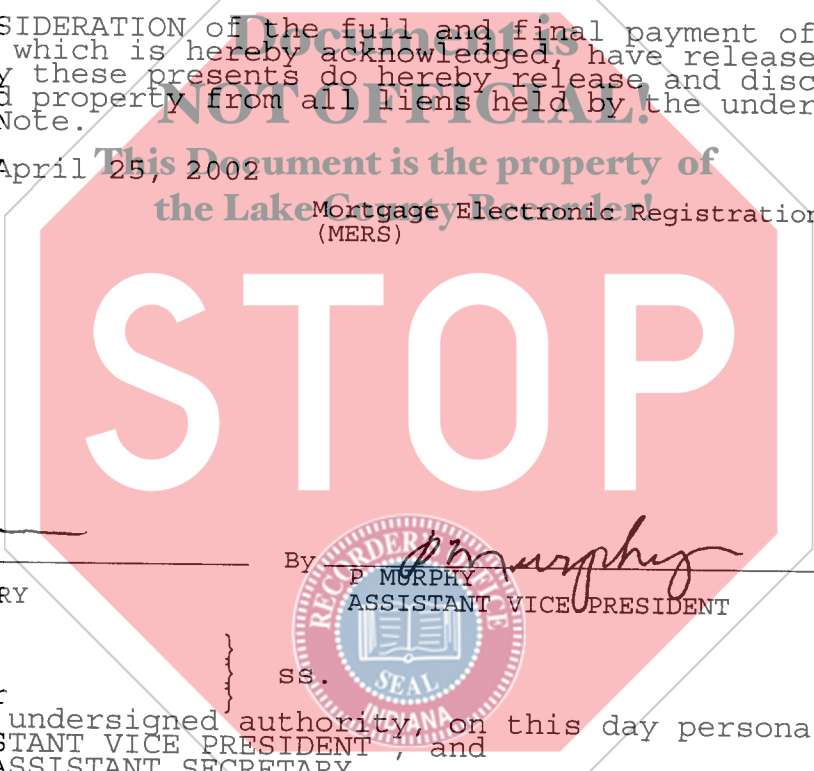 SIDERATION of the full and final payment of
which is hereby acknowledged, have release
y these presents do hereby release and disc
d property from all liens held by the under
Note.
Document is
NOT OFFICIAL!
This Document is the property of
the Lake County Recorder!
April 25, 2002
Mortgage Electronic Registration
(MERS)
STOP
By P Murphy
P MURPHY
ASSISTANT VICE PRESIDENT
RY
RECORDER'S OFFICE
SEAL
INDIANA
} ss.
r
undersigned authority, on this day persona
STANT VICE PRESIDENT , and
ASSISTANT SECRETARY